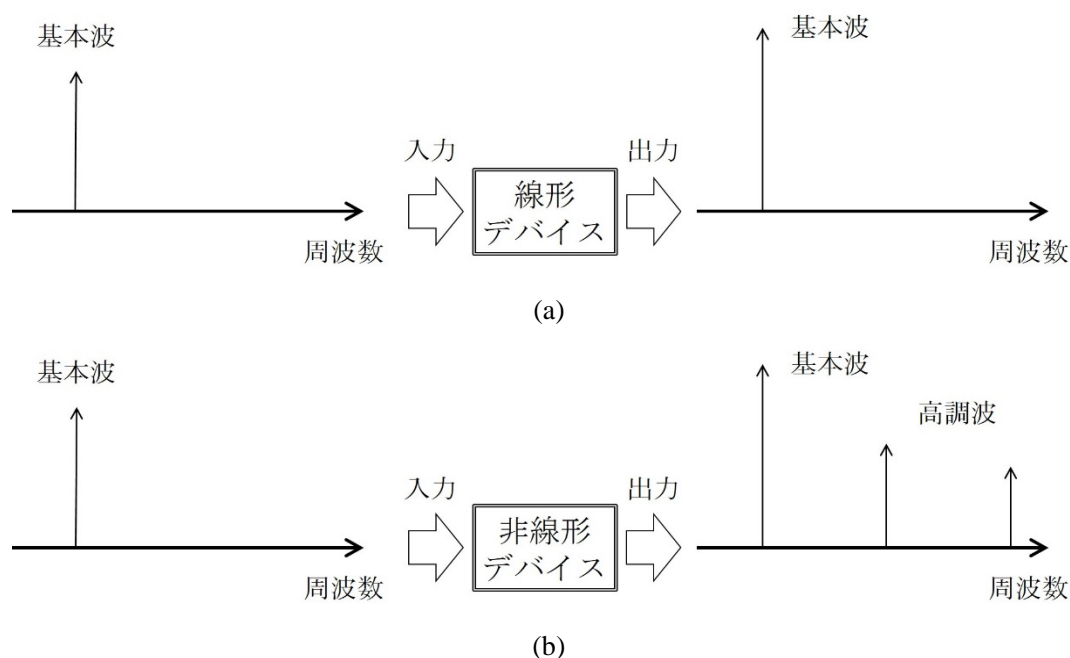 基本波
基本波
入力
出力
線形
デバイス
周波数
周波数
(a)
基本波
基本波
高調波
入力
出力
非線形
デバイス
周波数
周波数
(b)